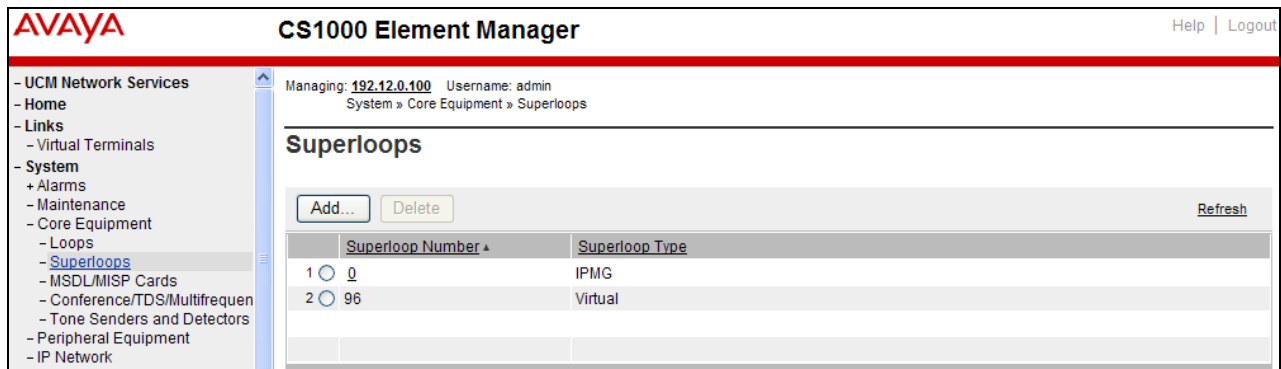 AVAYA
CS1000 Element Manager
Help | Logout
– UCM Network Services
– Home
– Links
– Virtual Terminals
– System
+ Alarms
– Maintenance
– Core Equipment
– Loops
– Superloops
– MSDL/MISP Cards
– Conference/TDS/Multifrequen
– Tone Senders and Detectors
– Peripheral Equipment
– IP Network
Managing: 192.12.0.100 Username: admin
System » Core Equipment » Superloops
Superloops
Add... Delete Refresh
Superloop Number Superloop Type
1 0 IPMG
2 96 Virtual